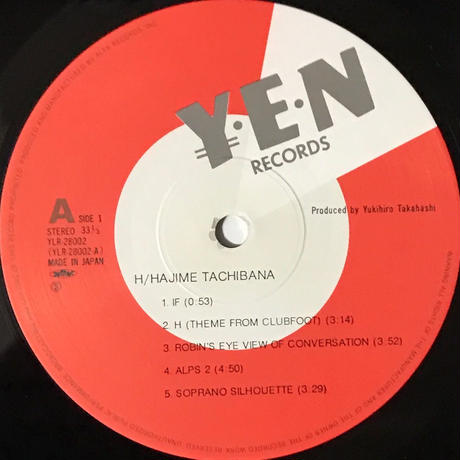 Y.E.N
RECORDS
A SIDE 1
STEREO 33⅓
YLR-28002
(YLR-28002-A)
MADE IN JAPAN
Produced by Yukihiro Takahashi
H/HAJIME TACHIBANA
1. IF (0:53)
2. H (THEME FROM CLUBFOOT) (3:14)
3. ROBIN'S EYE VIEW OF CONVERSATION (3:52)
4. ALPS 2 (4:50)
5. SOPRANO SILHOUETTE (3:29)